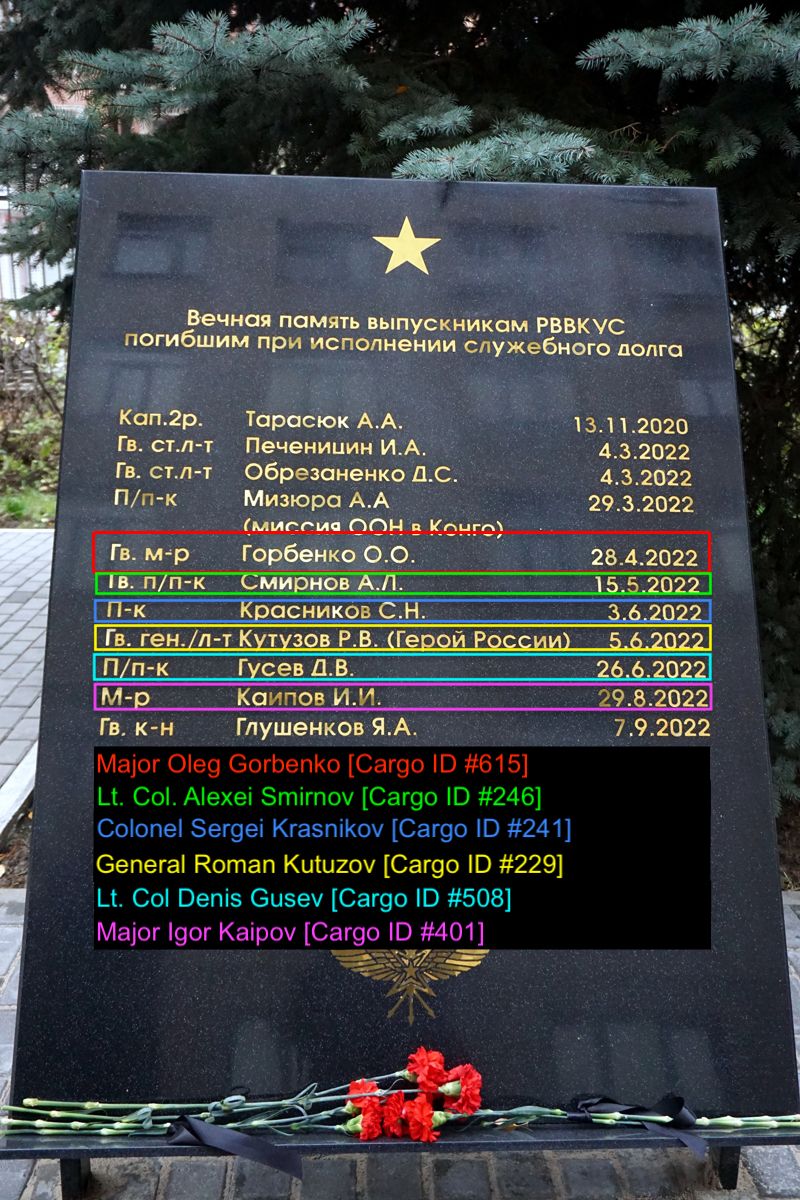 Вечная память выпускникам РВВКУС
погибшим при исполнении служебного долга
Кап.2р. Тарасюк А.А. 13.11.2020
Гв. ст.л-т Печеницин И.А. 4.3.2022
Гв. ст.л-т Обрезаненко Д.С. 4.3.2022
П/п-к Мизюра А.А 29.3.2022
(миссия ООН в Конго)
Гв. м-р Горбенко О.О. 28.4.2022
Гв. п/п-к Смирнов А.Л. 15.5.2022
П-к Красников С.Н. 3.6.2022
Гв. ген./л-т Кутузов Р.В. (Герой России) 5.6.2022
П/п-к Гусев Д.В. 26.6.2022
М-р Каипов И.И. 29.8.2022
Гв. к-н Глушенков Я.А. 7.9.2022
Major Oleg Gorbenko [Cargo ID #615]
Lt. Col. Alexei Smirnov [Cargo ID #246]
Colonel Sergei Krasnikov [Cargo ID #241]
General Roman Kutuzov [Cargo ID #229]
Lt. Col Denis Gusev [Cargo ID #508]
Major Igor Kaipov [Cargo ID #401]